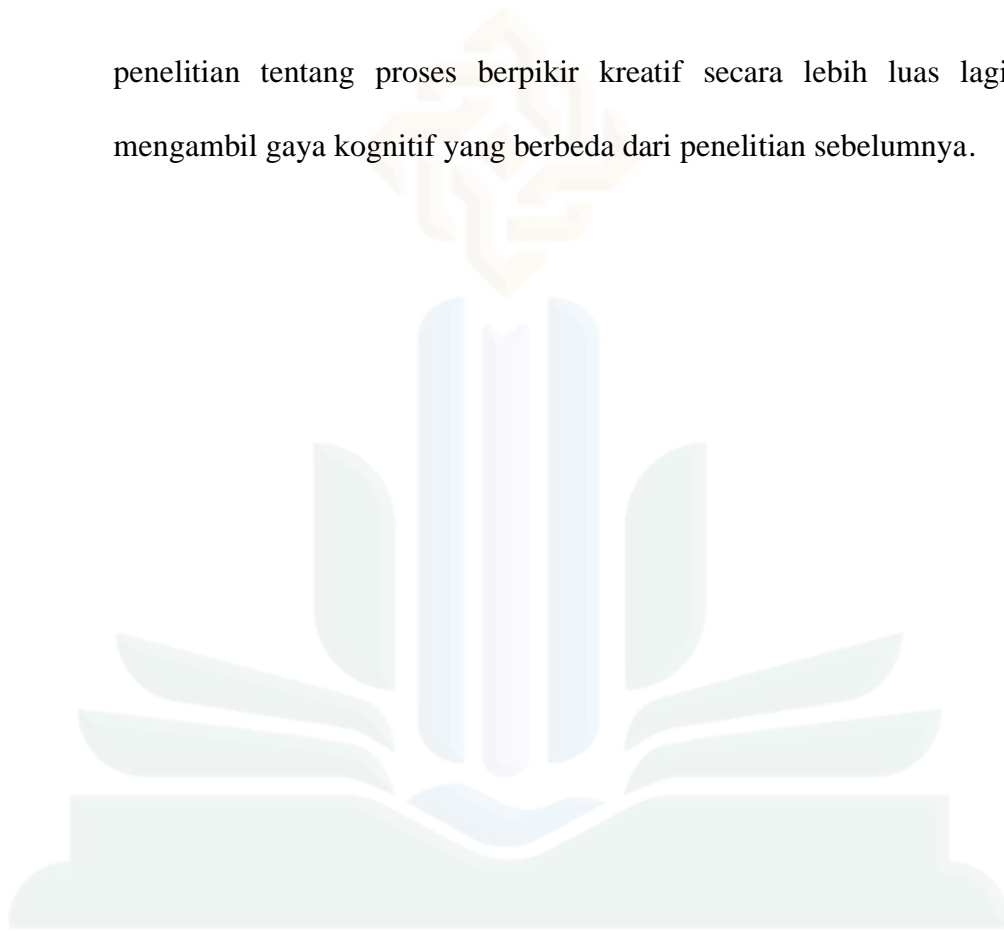 penelitian tentang proses berpikir kreatif secara lebih luas lagi
mengambil gaya kognitif yang berbeda dari penelitian sebelumnya.